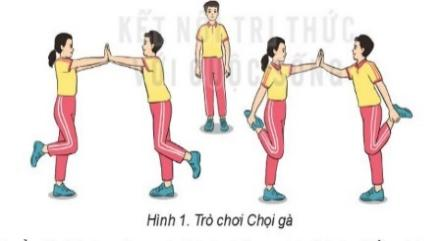 KẾT NỐI TRI THỨC
VỚI CUỘC SỐNG
Hình 1. Trò chơi Chọi gà